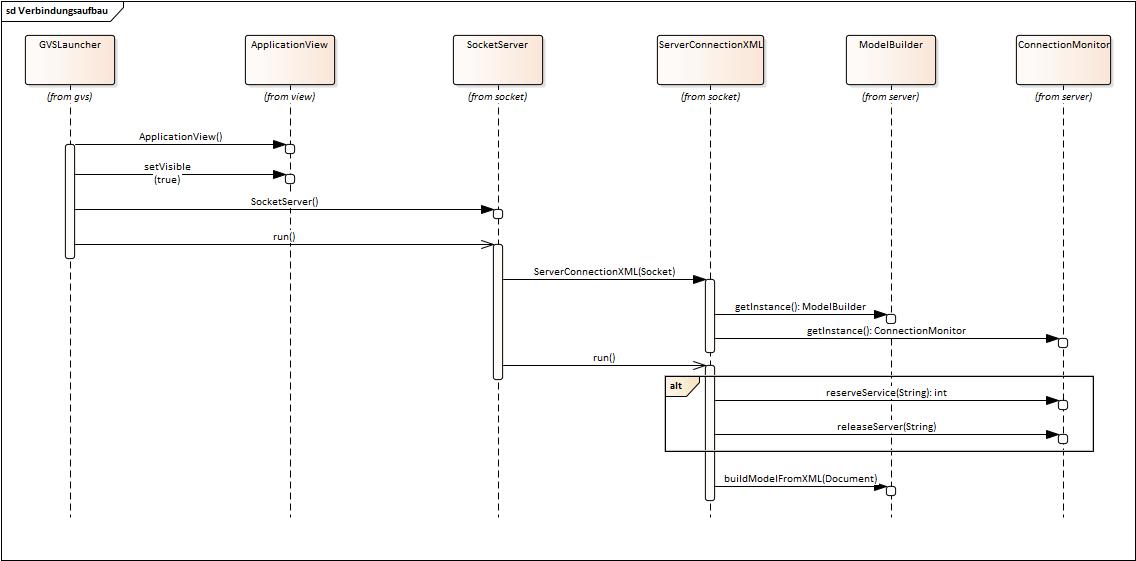 sd Verbindungsaufbau
GVSLauncher
ApplicationView
SocketServer
ServerConnectionXML
ModelBuilder
ConnectionMonitor
(from gvs)
(from view)
(from socket)
(from socket)
(from server)
(from server)
ApplicationView()
setVisible
(true)
SocketServer()
run()
ServerConnectionXML(Socket)
getInstance(): ModelBuilder
getInstance(): ConnectionMonitor
run()
alt
reserveService(String): int
releaseServer(String)
buildModelFromXML(Document)